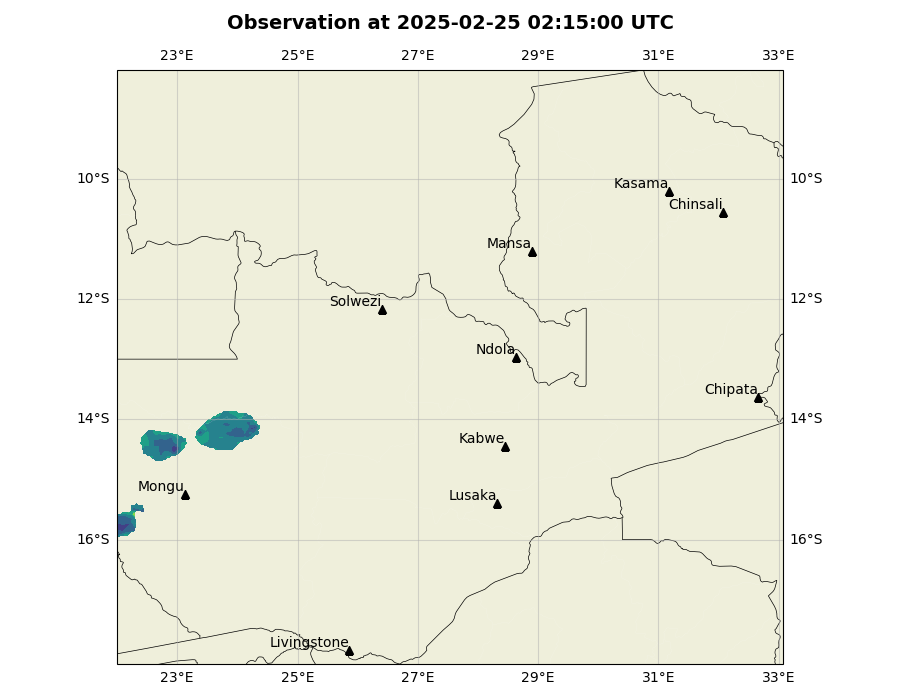 Observation at 2025-02-25 02:15:00 UTC
23°E 25°E 27°E 29°E 31°E 33°E
10°S 10°S
Kasama
Chinsali
Mansa
12°S 12°S
Solwezi
Ndola
Chipata
14°S 14°S
Kabwe
Mongu
Lusaka
16°S 16°S
Livingstone
23°E 25°E 27°E 29°E 31°E 33°E